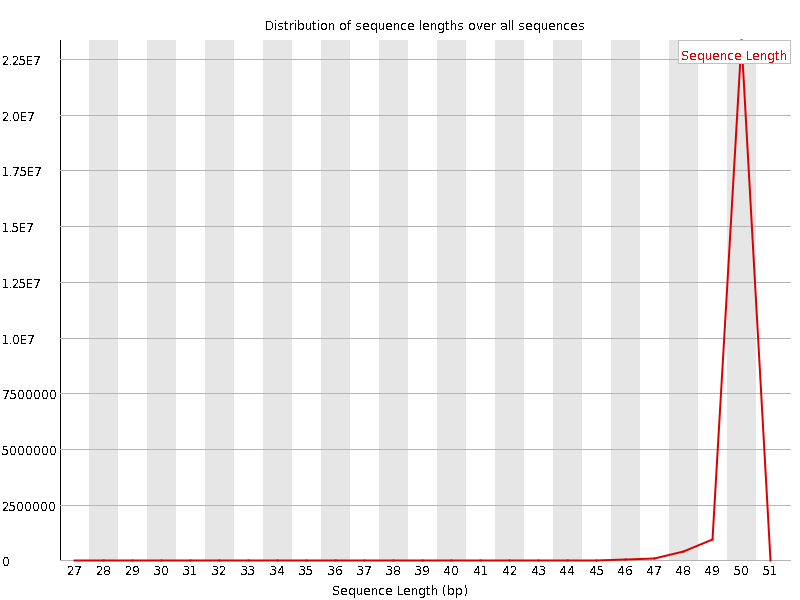 Distribution of sequence lengths over all sequences
Sequence Length
2.25E7
2.0E7
1.75E7
1.5E7
1.25E7
1.0E7
7500000
5000000
2500000
0
27 28 29 30 31 32 33 34 35 36 37 38 39 40 41 42 43 44 45 46 47 48 49 50 51
Sequence Length (bp)